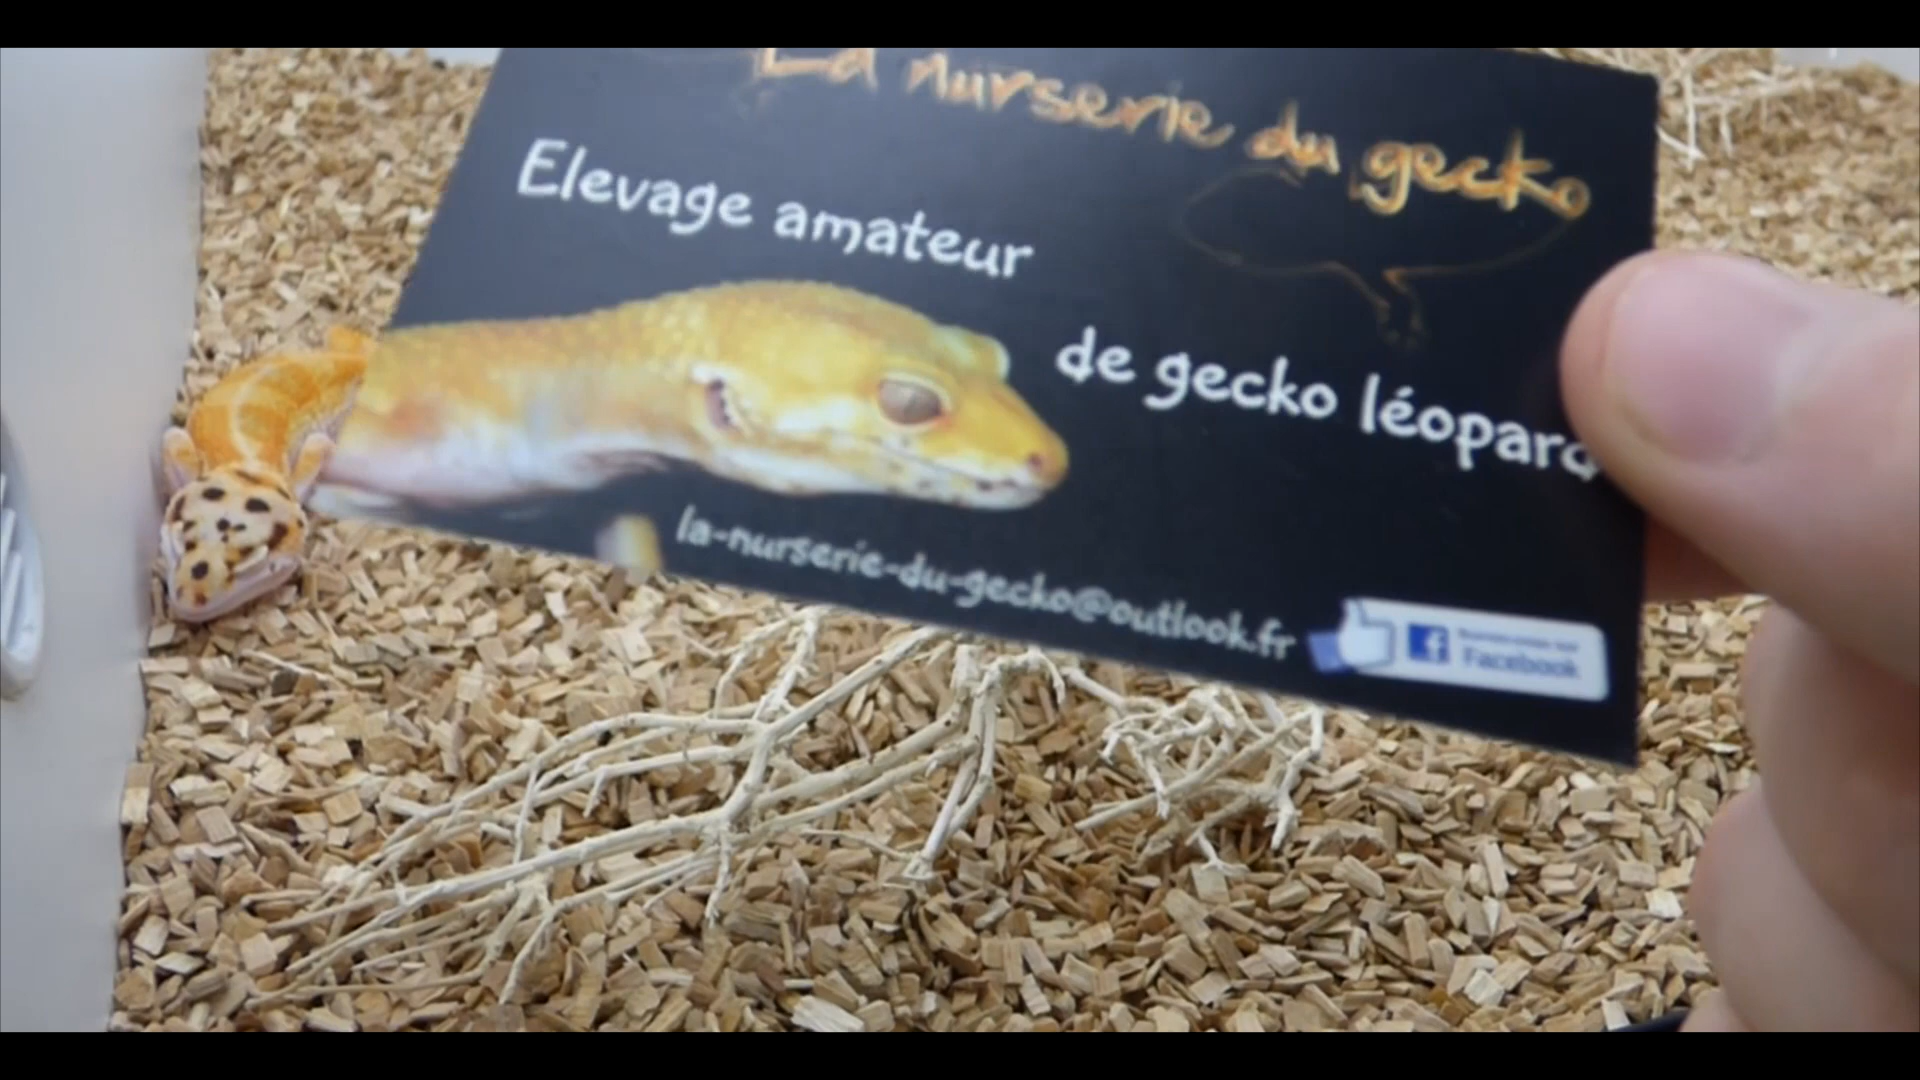 La nurserie du gecko
Elevage amateur
de gecko léopard
la-nurserie-du-gecko@outlook.fr
Facebook